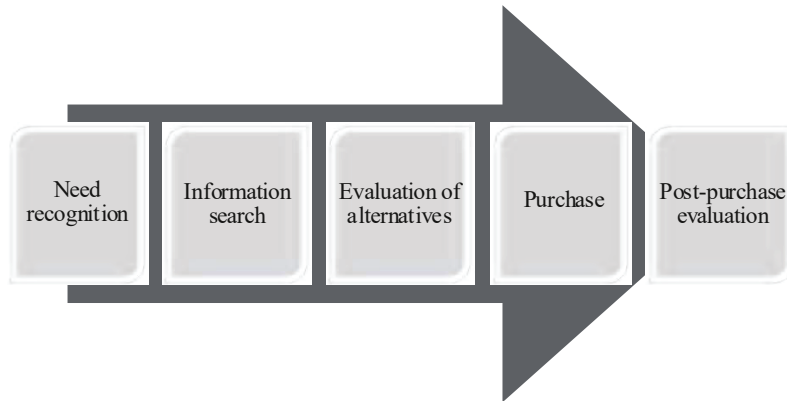 Need
recognition
Information
search
Evaluation of
alternatives
Purchase
Post-purchase
evaluation